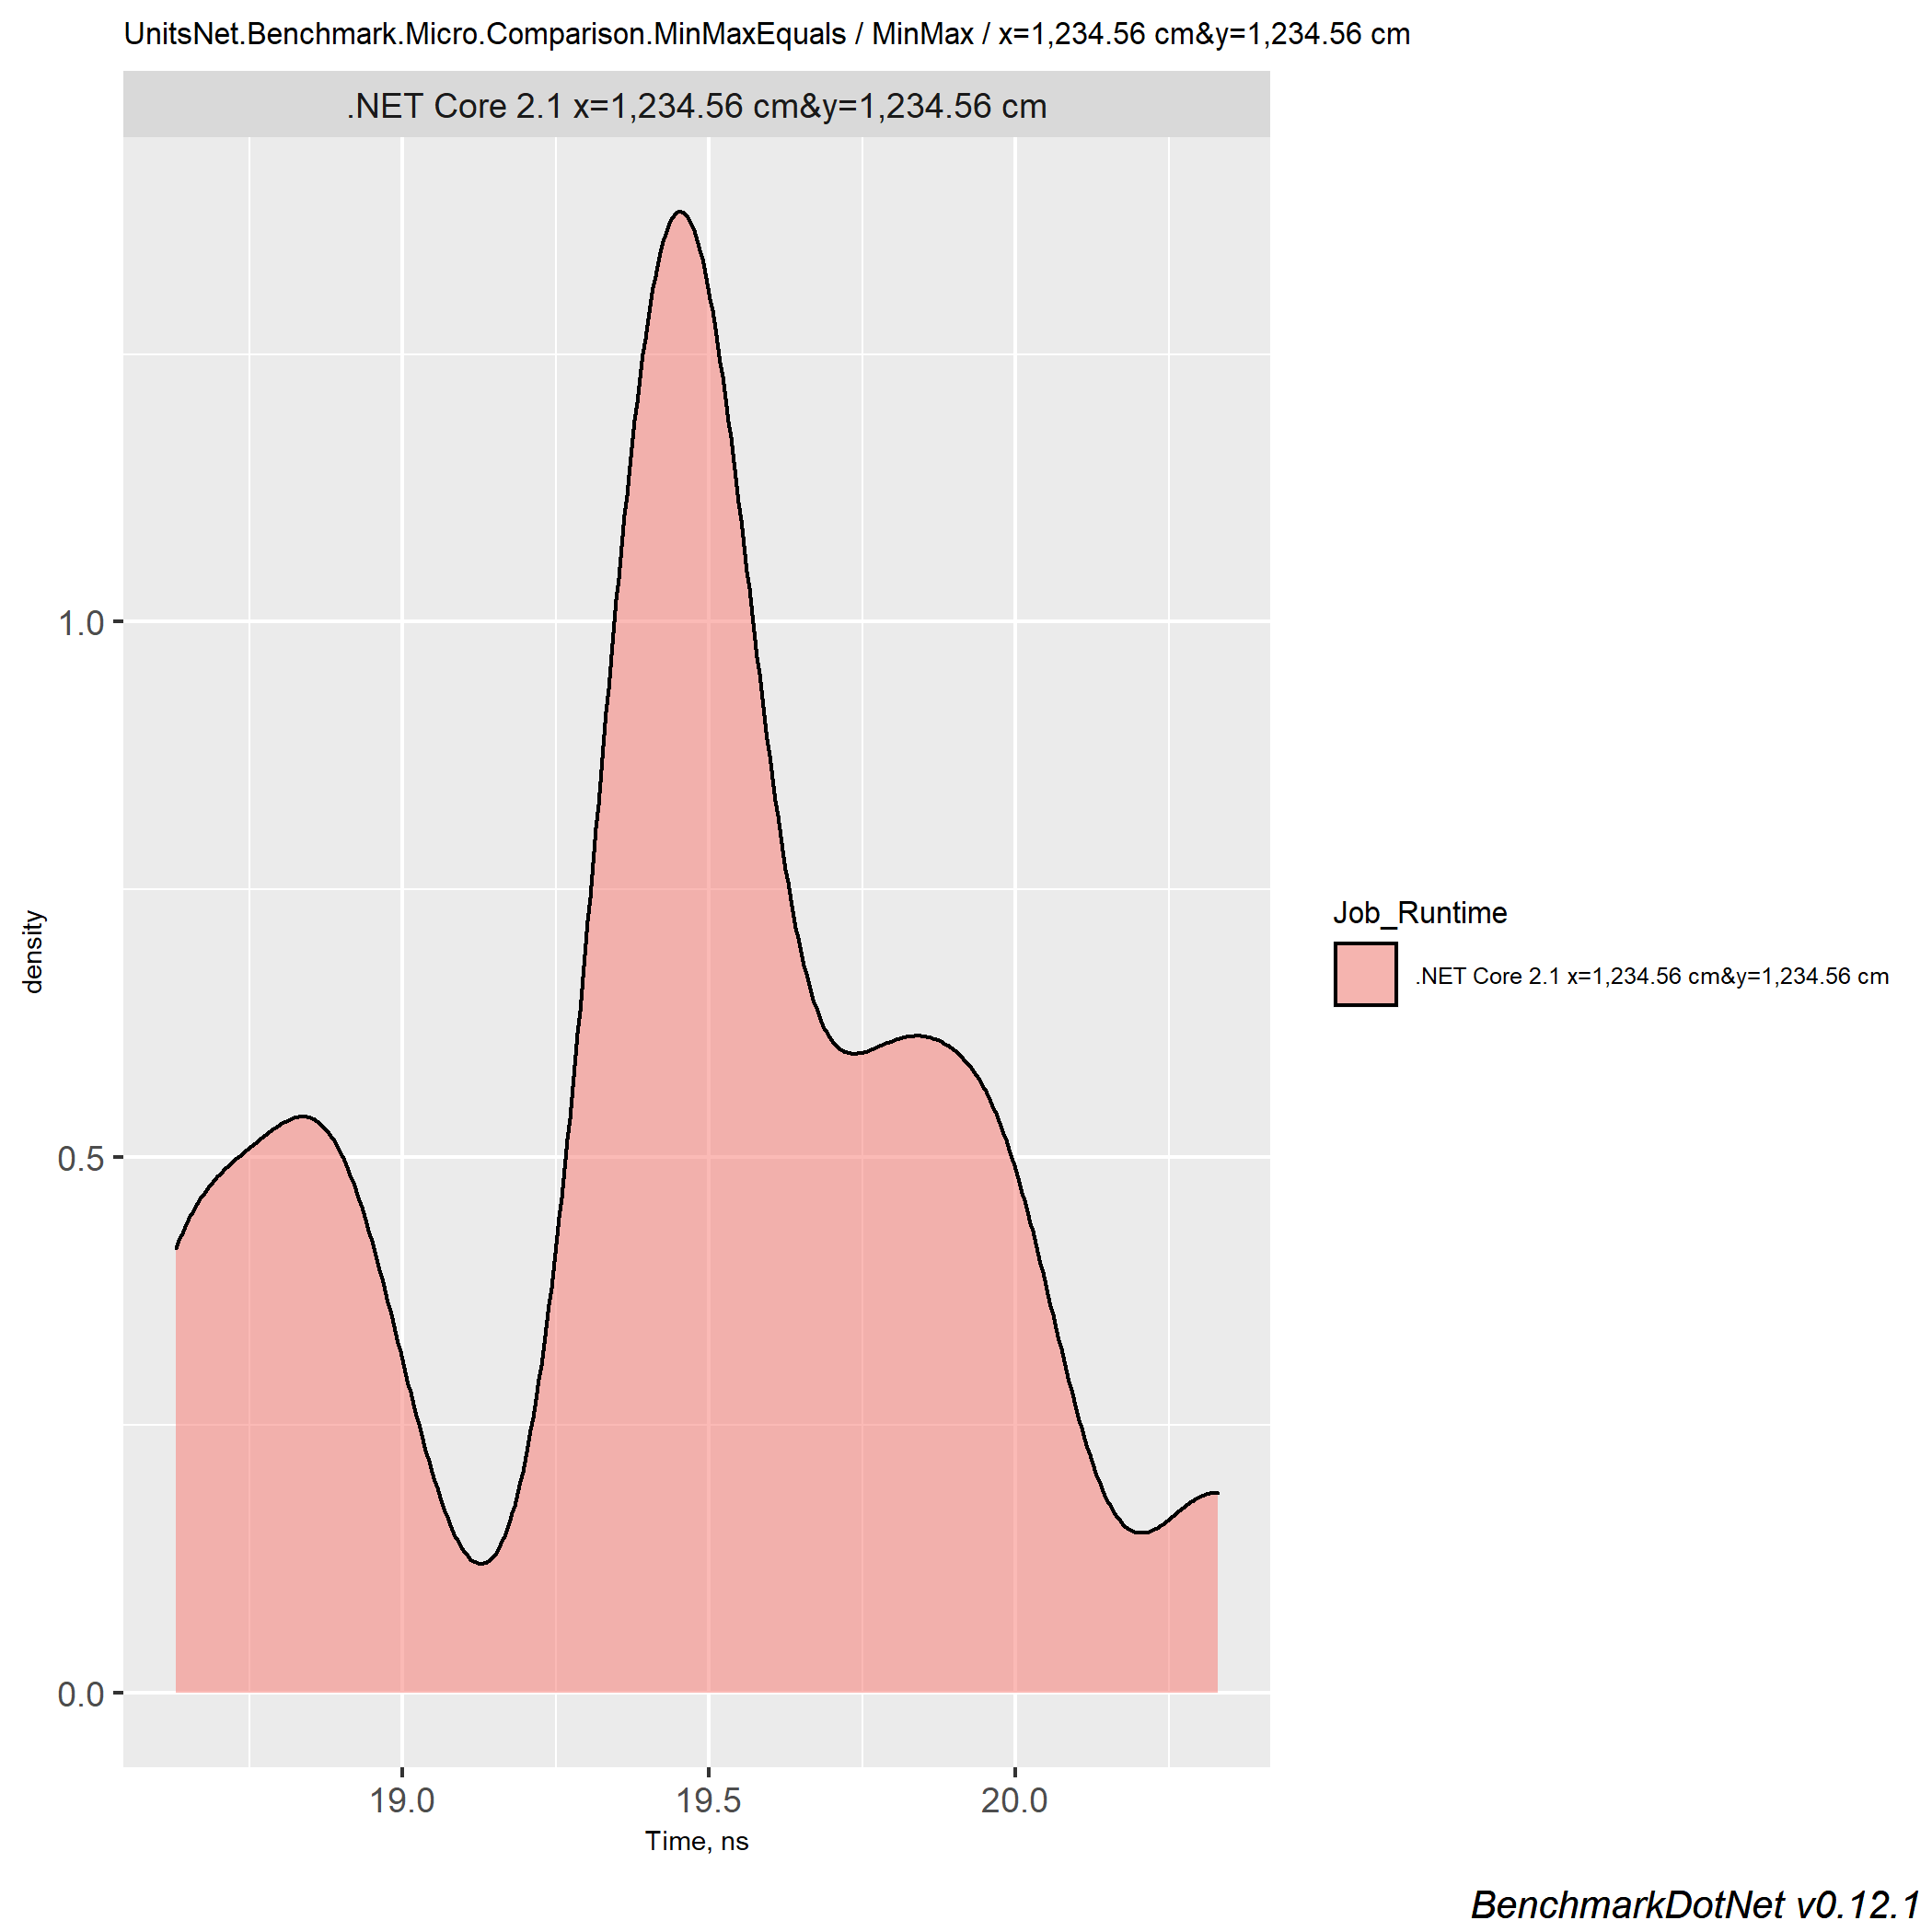 UnitsNet.Benchmark.Micro.Comparison.MinMaxEquals / MinMax / x=1,234.56 cm&y=1,234.56 cm
.NET Core 2.1 x=1,234.56 cm&y=1,234.56 cm
1.0
0.5
0.0
density
19.0
19.5
20.0
Time, ns
Job_Runtime
.NET Core 2.1 x=1,234.56 cm&y=1,234.56 cm
BenchmarkDotNet v0.12.1